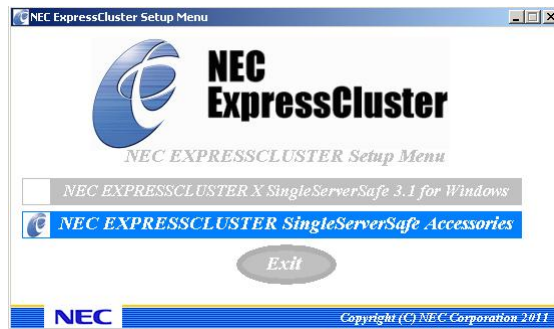 NEC ExpressCluster Setup Menu
NEC
ExpressCluster
NEC EXPRESSCLUSTER Setup Menu
NEC EXPRESSCLUSTER X SingleServerSafe 3.1 for Windows
NEC EXPRESSCLUSTER SingleServerSafe Accessories
Exit
NEC
Copyright (C) NEC Corporation 2011